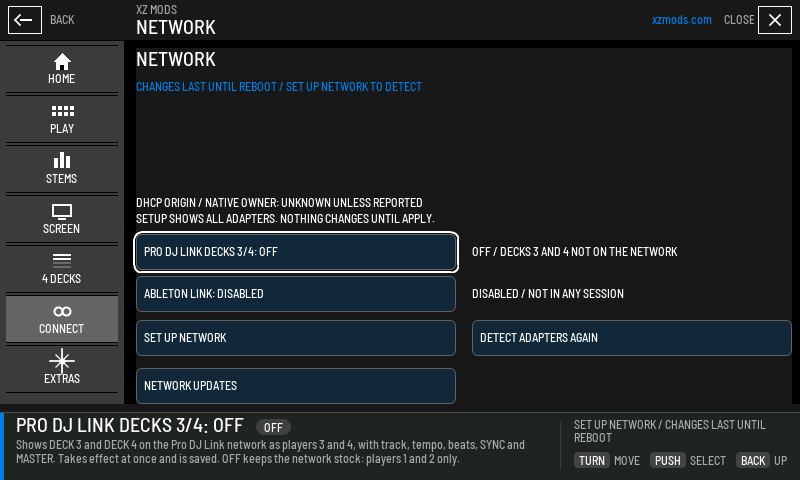 BACK
XZ MODS
NETWORK
xzmods.com
CLOSE
HOME
PLAY
STEMS
SCREEN
4 DECKS
CONNECT
EXTRAS
NETWORK
CHANGES LAST UNTIL REBOOT / SET UP NETWORK TO DETECT
DHCP ORIGIN / NATIVE OWNER: UNKNOWN UNLESS REPORTED
SETUP SHOWS ALL ADAPTERS. NOTHING CHANGES UNTIL APPLY.
PRO DJ LINK DECKS 3/4: OFF
OFF / DECKS 3 AND 4 NOT ON THE NETWORK
ABLETON LINK: DISABLED
DISABLED / NOT IN ANY SESSION
SET UP NETWORK
DETECT ADAPTERS AGAIN
NETWORK UPDATES
PRO DJ LINK DECKS 3/4: OFF OFF
Shows DECK 3 and DECK 4 on the Pro DJ Link network as players 3 and 4, with track, tempo, beats, SYNC and
MASTER. Takes effect at once and is saved. OFF keeps the network stock: players 1 and 2 only.
SET UP NETWORK / CHANGES LAST UNTIL
REBOOT
TURN MOVE PUSH SELECT BACK UP